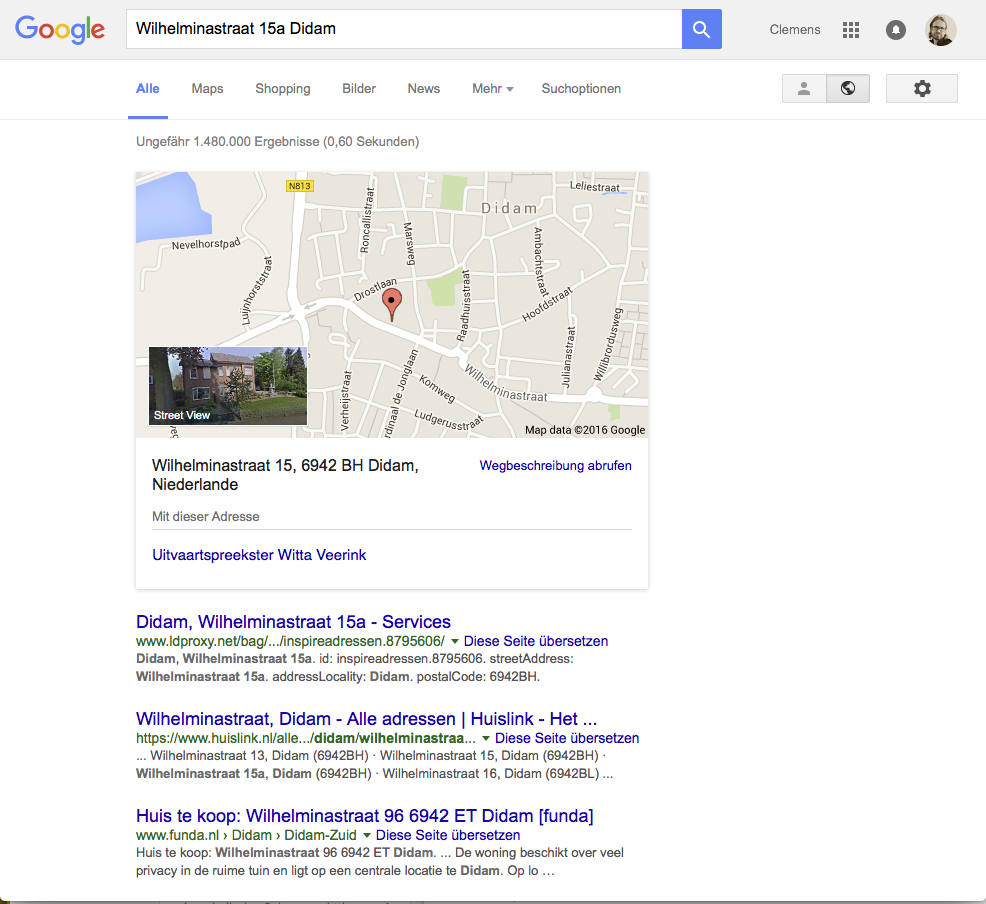 Google
Wilhelminastraat 15a Didam
Clemens
Alle Maps Shopping Bilder News Mehr Suchoptionen
Ungefähr 1.480.000 Ergebnisse (0,60 Sekunden)
N813
Leliestraat
Didam
Roncallistraat
Marsweg
Nevelhorstpad
Ambachtstraat
Luijnhorststraat
Drostlaan
Raadhuisstraat
Hoofdstraat
Willibrordusweg
Julianastraat
Wilhelminastraat
Komweg
Verheijstraat
rdinaal de Jonglaan
Ludgerusstraat
Street View
Map data ©2016 Google
Wilhelminastraat 15, 6942 BH Didam,
Niederlande
Wegbeschreibung abrufen
Mit dieser Adresse
Uitvaartspreekster Witta Veerink
Didam, Wilhelminastraat 15a - Services
www.ldproxy.net/bag/.../inspireadressen.8795606/ Diese Seite übersetzen
Didam, Wilhelminastraat 15a. id: inspireadressen.8795606. streetAddress:
Wilhelminastraat 15a. addressLocality: Didam. postalCode: 6942BH.
Wilhelminastraat, Didam - Alle adressen | Huislink - Het ...
https://www.huislink.nl/alle.../didam/wilhelminastraa... Diese Seite übersetzen
... Wilhelminastraat 13, Didam (6942BH) · Wilhelminastraat 15, Didam (6942BH) ·
Wilhelminastraat 15a, Didam (6942BH) · Wilhelminastraat 16, Didam (6942BL) ...
Huis te koop: Wilhelminastraat 96 6942 ET Didam [funda]
www.funda.nl › Didam › Didam-Zuid Diese Seite übersetzen
Huis te koop: Wilhelminastraat 96 6942 ET Didam. ... De woning beschikt over veel
privacy in de ruime tuin en ligt op een centrale locatie te Didam. Op lo …